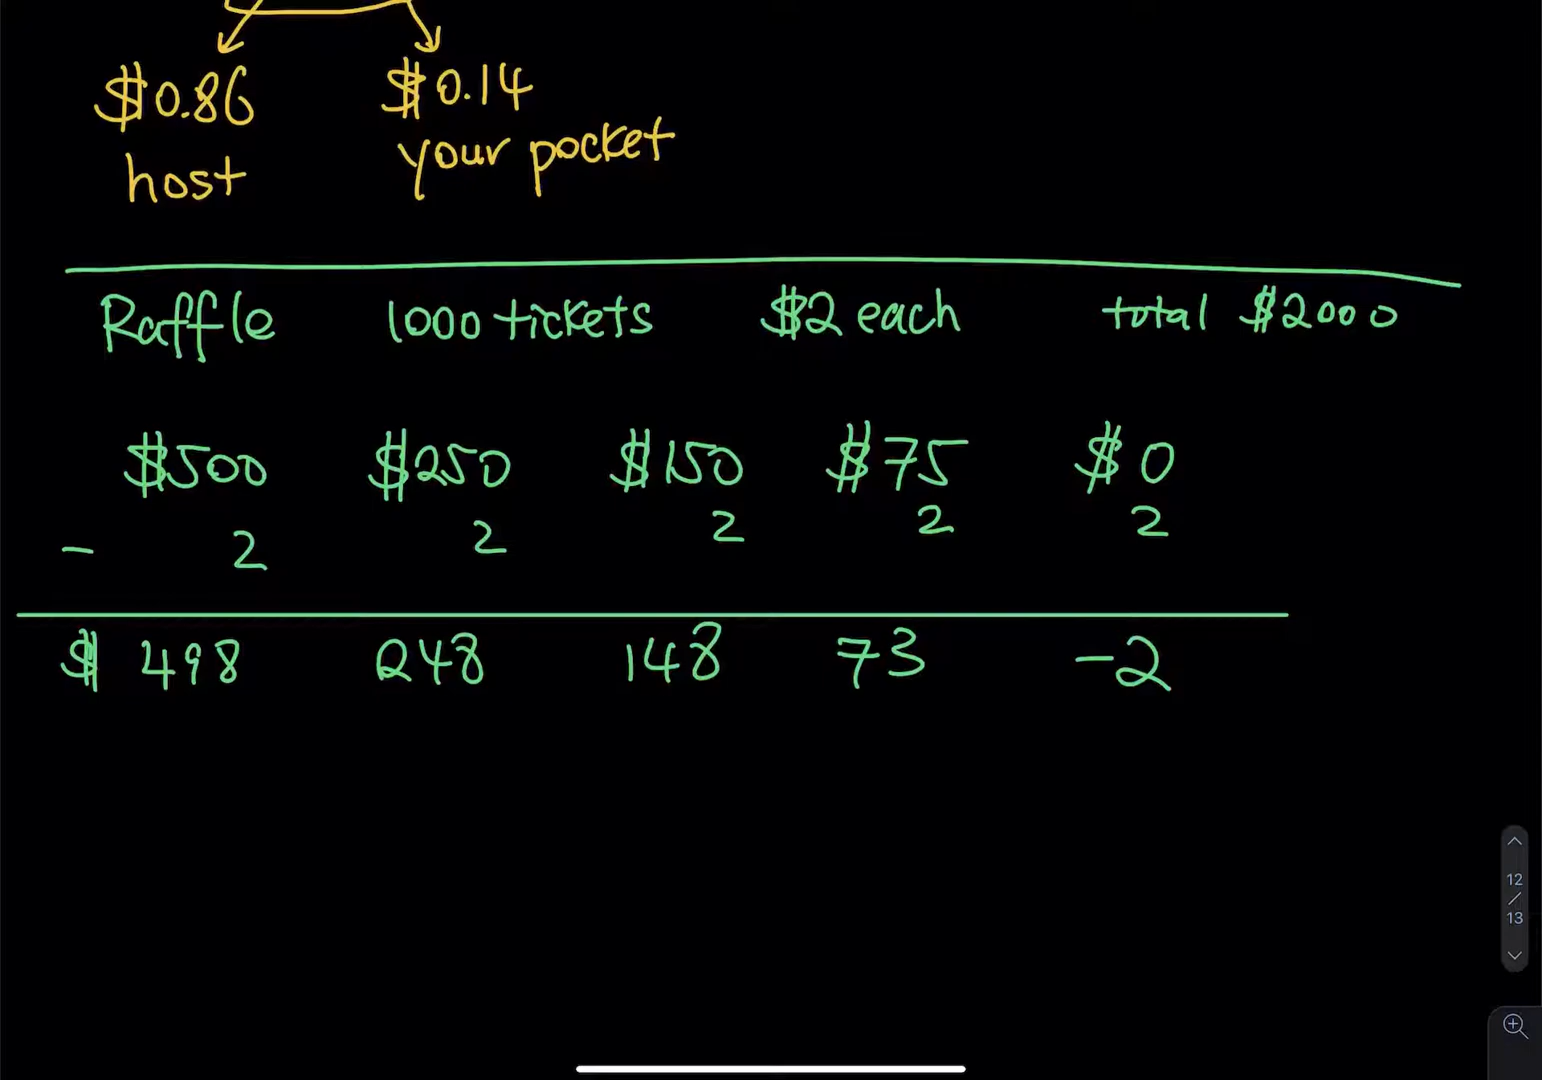 $0.86 $0.14
host your pocket
Raffle 1000 tickets $2 each total $2000
$500 $250 $150 $75 $0
- 2 2 2 2 2
$ 498 248 148 73 -2
12
/
13